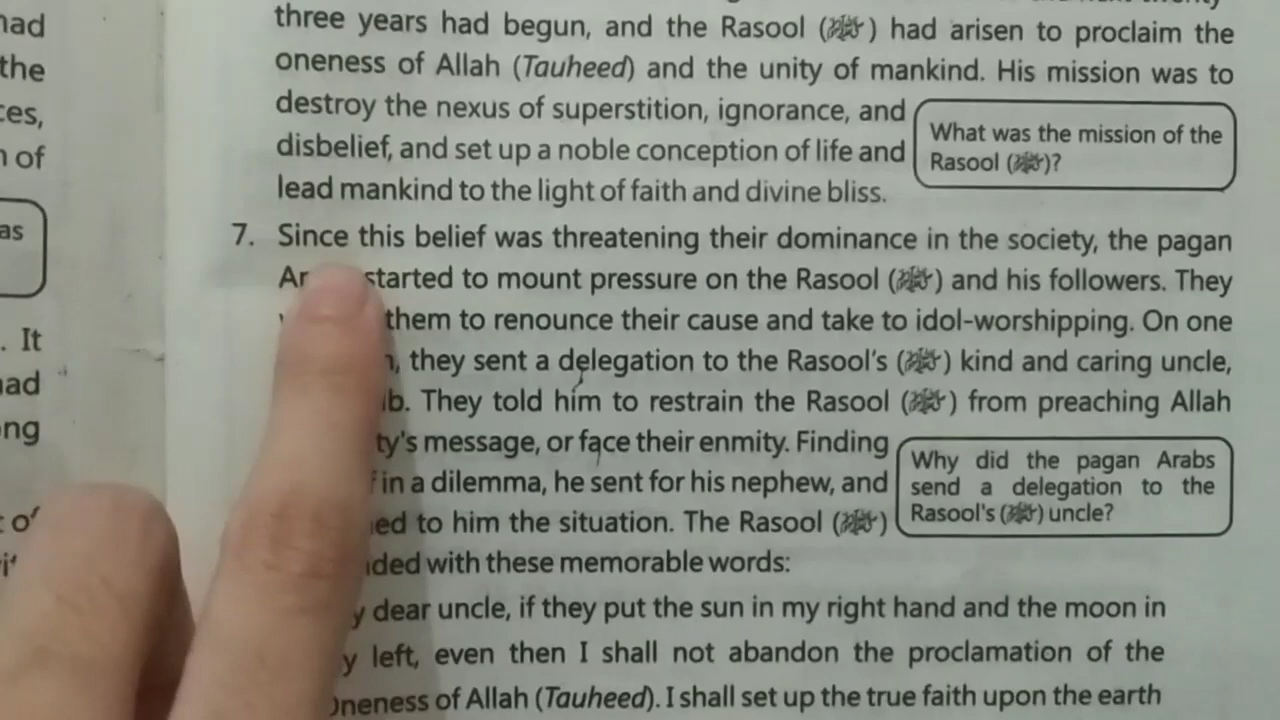 had
the
ces,
of
as
. It
had
ong
of
three years had begun, and the Rasool (ﷺ) had arisen to proclaim the
oneness of Allah (Tauheed) and the unity of mankind. His mission was to
destroy the nexus of superstition, ignorance, and
disbelief, and set up a noble conception of life and
lead mankind to the light of faith and divine bliss.
What was the mission of the
Rasool (ﷺ)?
7. Since this belief was threatening their dominance in the society, the pagan
started to mount pressure on the Rasool (ﷺ) and his followers. They
them to renounce their cause and take to idol-worshipping. On one
they sent a delegation to the Rasool's (ﷺ) kind and caring uncle,
They told him to restrain the Rasool (ﷺ) from preaching Allah
message, or face their enmity. Finding
in a dilemma, he sent for his nephew, and
to him the situation. The Rasool (ﷺ)
with these memorable words:
Why did the pagan Arabs
send a delegation to the
Rasool's (ﷺ) uncle?
dear uncle, if they put the sun in my right hand and the moon in
left, even then I shall not abandon the proclamation of the
Oneness of Allah (Tauheed). I shall set up the true faith upon the earth